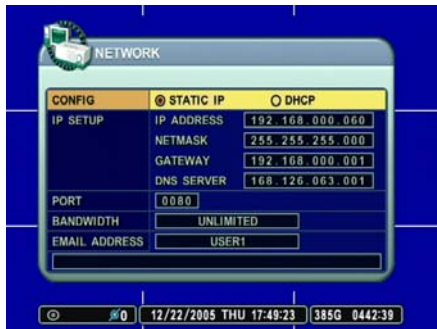 NETWORK
CONFIG STATIC IP DHCP
IP SETUP IP ADDRESS 192.168.000.060
NETMASK 255.255.255.000
GATEWAY 192.168.000.001
DNS SERVER 168.126.063.001
PORT 0080
BANDWIDTH UNLIMITED
EMAIL ADDRESS USER1
0 12/22/2005 THU 17:49:23 385G 0442:39